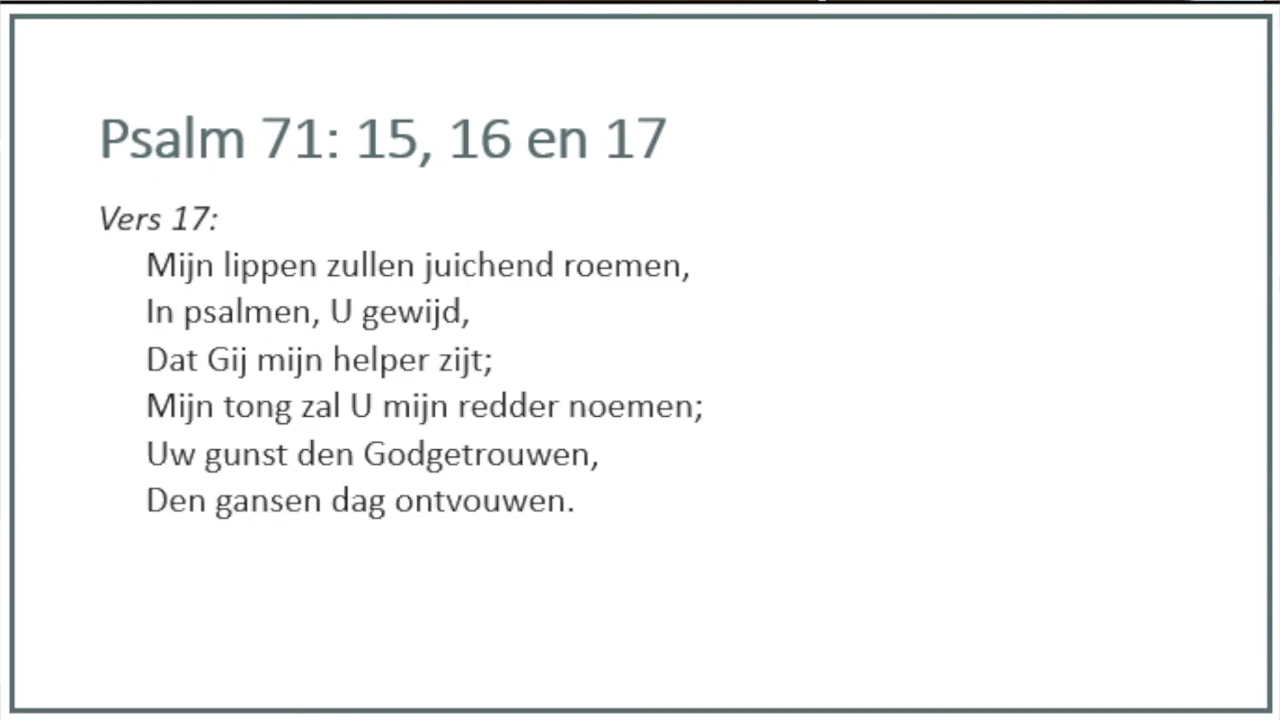 Psalm 71: 15, 16 en 17
Vers 17:
Mijn lippen zullen juichend roemen,
In psalmen, U gewijd,
Dat Gij mijn helper zijt;
Mijn tong zal U mijn redder noemen;
Uw gunst den Godgetrouwen,
Den gansen dag ontvouwen.